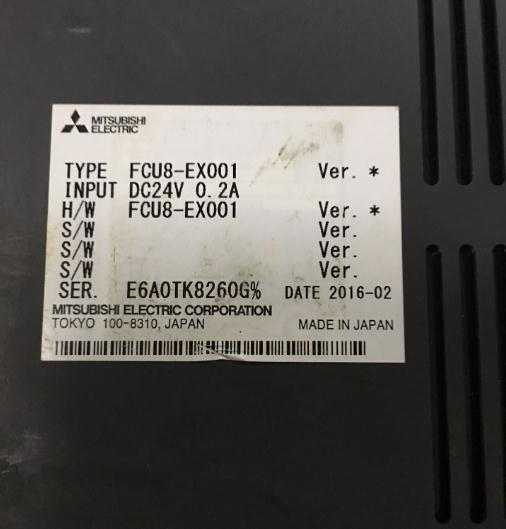 MITSUBISHI
ELECTRIC
TYPE FCU8-EX001 Ver. *
INPUT DC24V 0.2A
H/W FCU8-EX001 Ver. *
S/W Ver.
S/W Ver.
S/W Ver.
SER. E6A0TK8260G% DATE 2016-02
MITSUBISHI ELECTRIC CORPORATION
TOKYO 100-8310, JAPAN MADE IN JAPAN